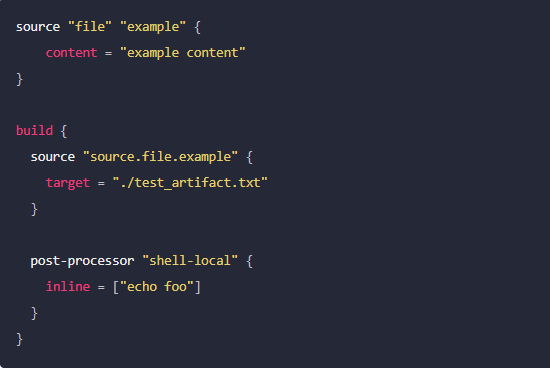 source "file" "example" {
    content = "example content"
}

build {
  source "source.file.example" {
    target = "./test_artifact.txt"
  }

  post-processor "shell-local" {
    inline = ["echo foo"]
  }
}